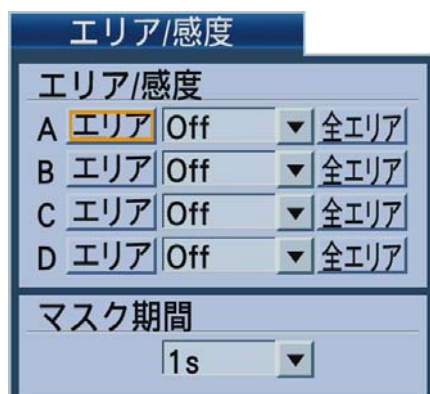 エリア/感度
エリア/感度
A エリア Off 全エリア
B エリア Off 全エリア
C エリア Off 全エリア
D エリア Off 全エリア
マスク期間
1s